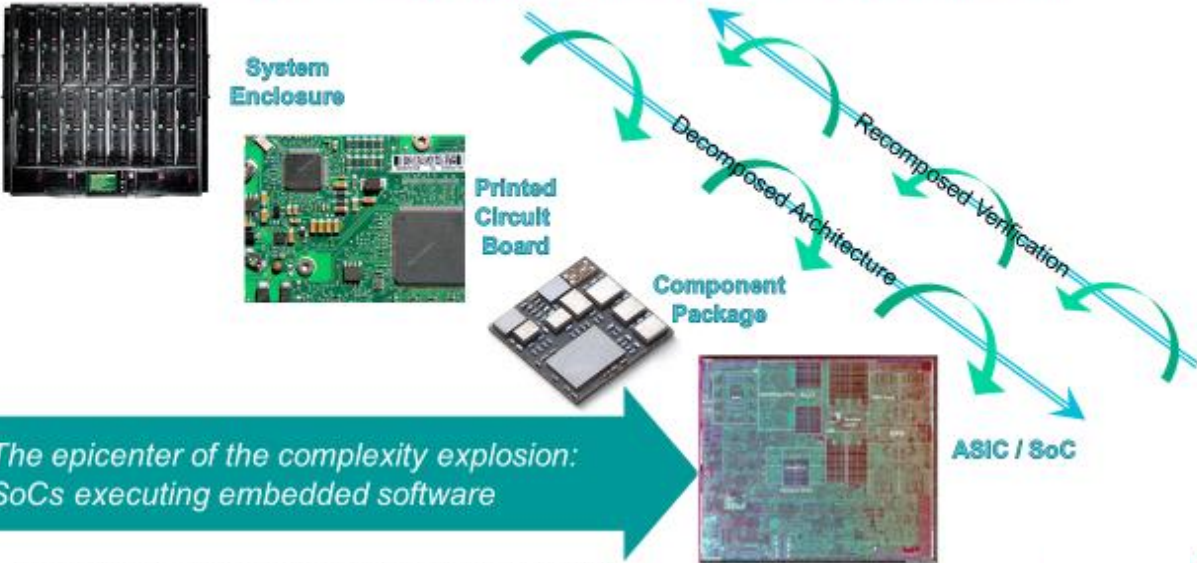 System
Enclosure
Printed
Circuit
Board
Component
Package
ASIC / SoC
Decomposed Architecture
Recomposed Verification
The epicenter of the complexity explosion:
SoCs executing embedded software